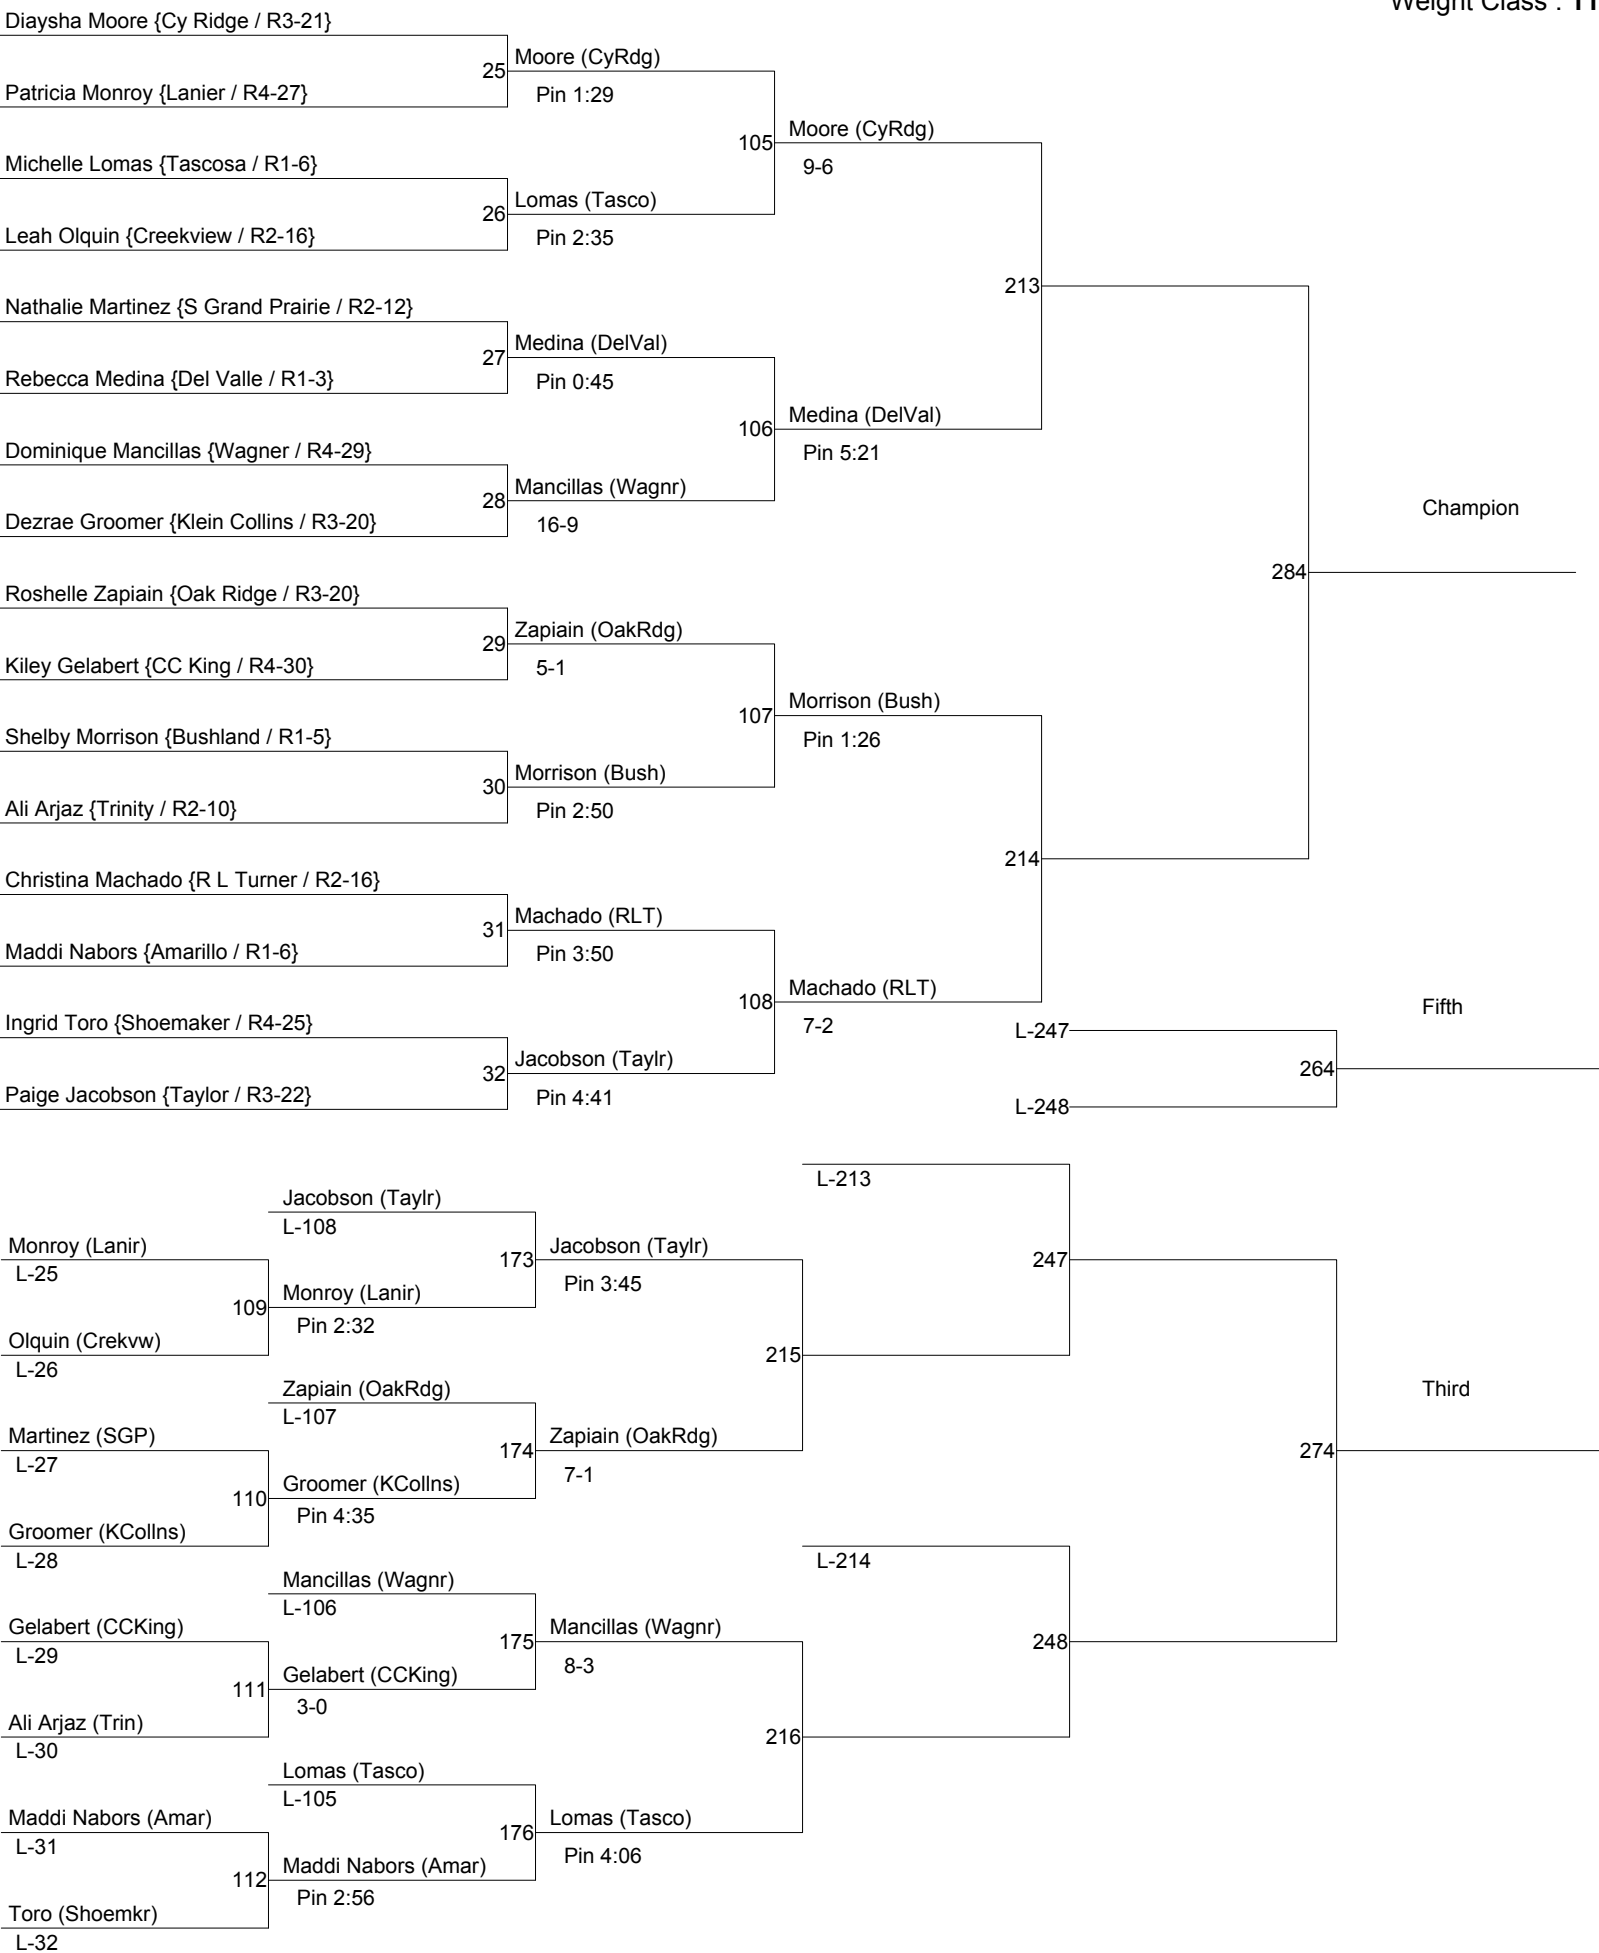 Weight Class : 11
Diaysha Moore {Cy Ridge / R3-21}
25
Moore (CyRdg)
Pin 1:29
Patricia Monroy {Lanier / R4-27}
105
Moore (CyRdg)
9-6
Michelle Lomas {Tascosa / R1-6}
26
Lomas (Tasco)
Pin 2:35
Leah Olquin {Creekview / R2-16}
213
Nathalie Martinez {S Grand Prairie / R2-12}
27
Medina (DelVal)
Pin 0:45
Rebecca Medina {Del Valle / R1-3}
106
Medina (DelVal)
Pin 5:21
Dominique Mancillas {Wagner / R4-29}
28
Mancillas (Wagnr)
16-9
Dezrae Groomer {Klein Collins / R3-20}
Champion
284
Roshelle Zapiain {Oak Ridge / R3-20}
29
Zapiain (OakRdg)
5-1
Kiley Gelabert {CC King / R4-30}
107
Morrison (Bush)
Pin 1:26
Shelby Morrison {Bushland / R1-5}
30
Morrison (Bush)
Pin 2:50
Ali Arjaz {Trinity / R2-10}
214
Christina Machado {R L Turner / R2-16}
31
Machado (RLT)
Pin 3:50
Maddi Nabors {Amarillo / R1-6}
108
Machado (RLT)
7-2
Ingrid Toro {Shoemaker / R4-25}
32
Jacobson (Taylr)
Pin 4:41
Paige Jacobson {Taylor / R3-22}
Fifth
L-247
264
L-248
L-213
Jacobson (Taylr)
L-108
Monroy (Lanir)
L-25
173
Jacobson (Taylr)
Pin 3:45
247
109
Monroy (Lanir)
Pin 2:32
Olquin (Crekvw)
L-26
215
Zapiain (OakRdg)
L-107
Third
Martinez (SGP)
L-27
174
Zapiain (OakRdg)
7-1
274
110
Groomer (KCollns)
Pin 4:35
Groomer (KCollns)
L-28
L-214
Mancillas (Wagnr)
L-106
Gelabert (CCKing)
L-29
175
Mancillas (Wagnr)
8-3
248
111
Gelabert (CCKing)
3-0
Ali Arjaz (Trin)
L-30
216
Lomas (Tasco)
L-105
Maddi Nabors (Amar)
L-31
176
Lomas (Tasco)
Pin 4:06
112
Maddi Nabors (Amar)
Pin 2:56
Toro (Shoemkr)
L-32